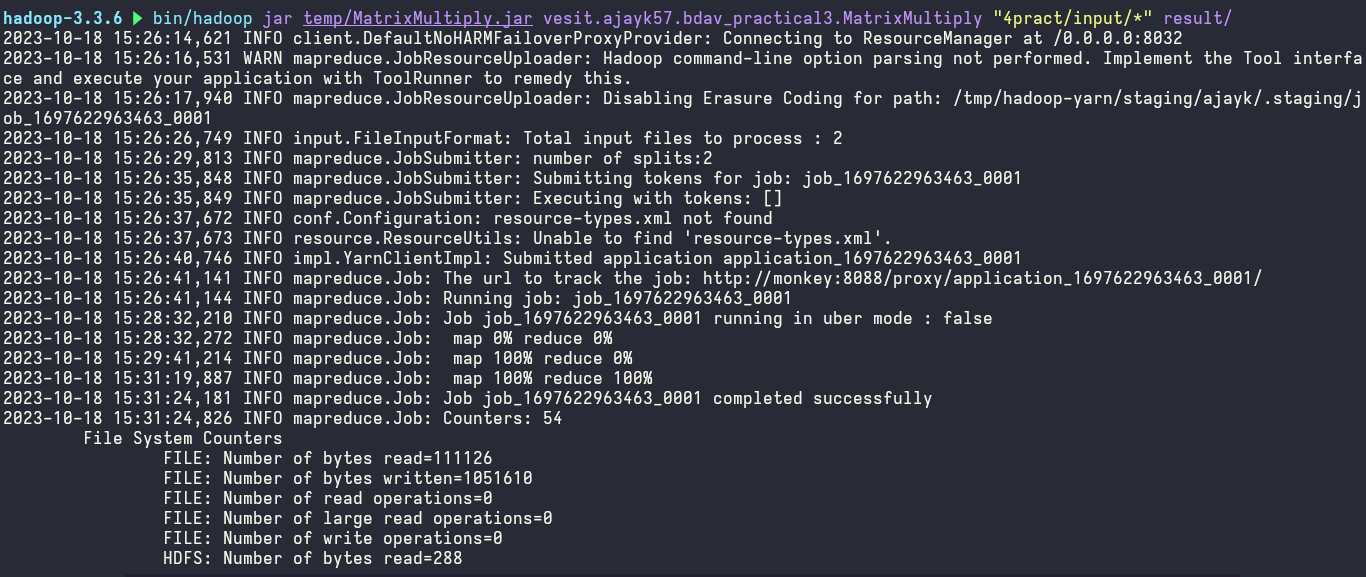 hadoop-3.3.6 ▶ bin/hadoop jar temp/MatrixMultiply.jar vesit.ajayk57.bdav_practical3.MatrixMultiply "4pract/input/*" result/
2023-10-18 15:26:14,621 INFO client.DefaultNoHARMFailoverProxyProvider: Connecting to ResourceManager at /0.0.0.0:8032
2023-10-18 15:26:16,531 WARN mapreduce.JobResourceUploader: Hadoop command-line option parsing not performed. Implement the Tool interfa
ce and execute your application with ToolRunner to remedy this.
2023-10-18 15:26:17,940 INFO mapreduce.JobResourceUploader: Disabling Erasure Coding for path: /tmp/hadoop-yarn/staging/ajayk/.staging/j
ob_1697622963463_0001
2023-10-18 15:26:26,749 INFO input.FileInputFormat: Total input files to process : 2
2023-10-18 15:26:29,813 INFO mapreduce.JobSubmitter: number of splits:2
2023-10-18 15:26:35,848 INFO mapreduce.JobSubmitter: Submitting tokens for job: job_1697622963463_0001
2023-10-18 15:26:35,849 INFO mapreduce.JobSubmitter: Executing with tokens: []
2023-10-18 15:26:37,672 INFO conf.Configuration: resource-types.xml not found
2023-10-18 15:26:37,673 INFO resource.ResourceUtils: Unable to find 'resource-types.xml'.
2023-10-18 15:26:40,746 INFO impl.YarnClientImpl: Submitted application application_1697622963463_0001
2023-10-18 15:26:41,141 INFO mapreduce.Job: The url to track the job: http://monkey:8088/proxy/application_1697622963463_0001/
2023-10-18 15:26:41,144 INFO mapreduce.Job: Running job: job_1697622963463_0001
2023-10-18 15:28:32,210 INFO mapreduce.Job: Job job_1697622963463_0001 running in uber mode : false
2023-10-18 15:28:32,272 INFO mapreduce.Job:  map 0% reduce 0%
2023-10-18 15:29:41,214 INFO mapreduce.Job:  map 100% reduce 0%
2023-10-18 15:31:19,887 INFO mapreduce.Job:  map 100% reduce 100%
2023-10-18 15:31:24,181 INFO mapreduce.Job: Job job_1697622963463_0001 completed successfully
2023-10-18 15:31:24,826 INFO mapreduce.Job: Counters: 54
        File System Counters
                FILE: Number of bytes read=111126
                FILE: Number of bytes written=1051610
                FILE: Number of read operations=0
                FILE: Number of large read operations=0
                FILE: Number of write operations=0
                HDFS: Number of bytes read=288